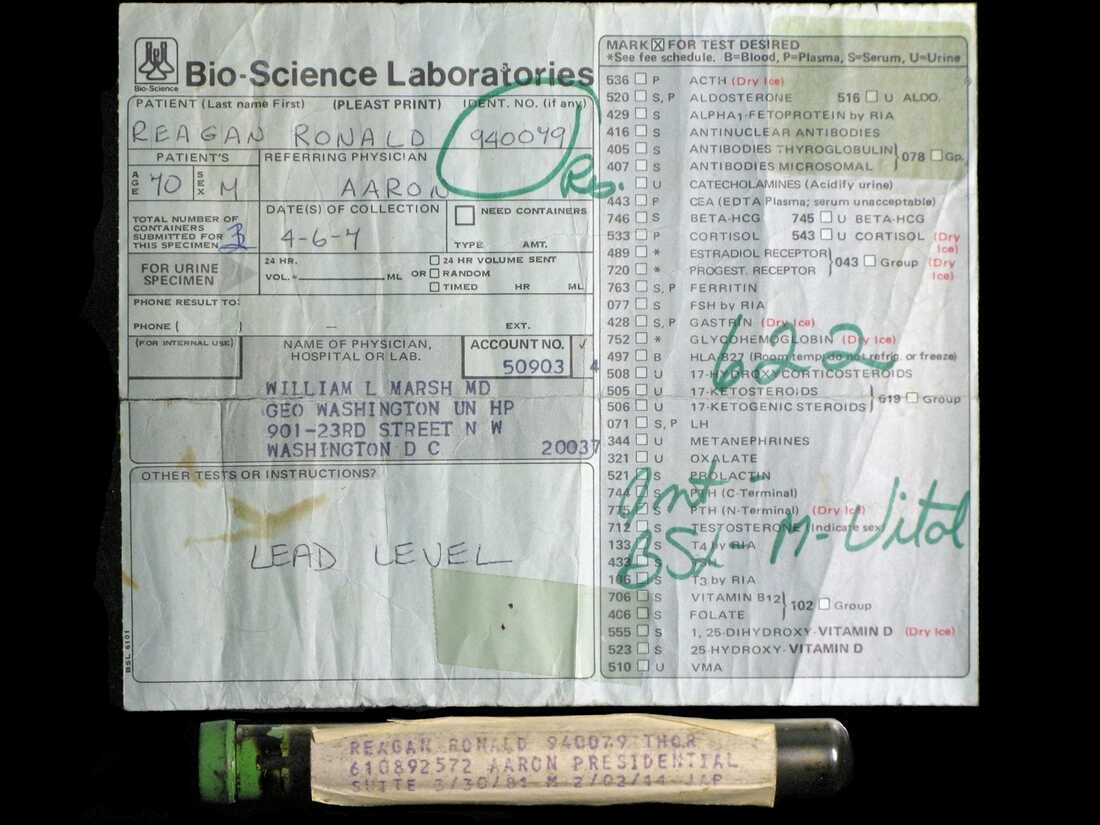 Bio-Science
Bio-Science Laboratories
PATIENT (Last name First) (PLEASE PRINT) IDENT. NO. (if any)
REAGAN RONALD 940079
PATIENT'S
AGE 70 SEX M
REFERRING PHYSICIAN
AARON
Rs.
TOTAL NUMBER OF
CONTAINERS
SUBMITTED FOR
THIS SPECIMEN
DATE(S) OF COLLECTION
4-6-
NEED CONTAINERS
TYPE AMT.
FOR URINE
SPECIMEN
24 HR.
VOL.= ML OR
24 HR VOLUME SENT
RANDOM
TIMED HR ML
PHONE RESULT TO:
PHONE ( ) — EXT.
(FOR INTERNAL USE)
NAME OF PHYSICIAN,
HOSPITAL OR LAB.
ACCOUNT NO. ✓
50903 4
WILLIAM L MARSH MD
GEO WASHINGTON UN HP
901-23RD STREET N W
WASHINGTON D C 20037
OTHER TESTS OR INSTRUCTIONS?
LEAD LEVEL
BSL 6101
MARK ☒ FOR TEST DESIRED
*See fee schedule. B=Blood, P=Plasma, S=Serum, U=Urine
536 P ACTH (Dry Ice)
520 S, P ALDOSTERONE 516 U ALDO.
429 S ALPHA1-FETOPROTEIN by RIA
416 S ANTINUCLEAR ANTIBODIES
405 S ANTIBODIES THYROGLOBULIN
407 S ANTIBODIES MICROSOMAL
078 Gp.
U CATECHOLAMINES (Acidify urine)
443 P CEA (EDTA Plasma; serum unacceptable)
746 S BETA-HCG 745 U BETA-HCG
533 P CORTISOL 543 U CORTISOL (Dry Ice)
489 * ESTRADIOL RECEPTOR
720 * PROGEST. RECEPTOR
043 Group (Dry Ice)
763 S, P FERRITIN
077 S FSH by RIA
428 S, P GASTRIN (Dry Ice)
752 * GLYCOHEMOGLOBIN (Dry Ice)
497 B HLA-B27 (Room temp; do not refrig. or freeze)
508 U 17-HYDROXYCORTICOSTEROIDS
505 U 17-KETOSTEROIDS
506 U 17-KETOGENIC STEROIDS
619 Group
071 S, P LH
344 U METANEPHRINES
321 U OXALATE
521 S PROLACTIN
744 S PTH (C-Terminal)
775 S PTH (N-Terminal) (Dry Ice)
712 S TESTOSTERONE (Indicate sex)
133 S T4 by RIA
433 S
106 S T3 by RIA
706 S VITAMIN B12
406 S FOLATE
102 Group
555 S 1, 25-DIHYDROXY-VITAMIN D (Dry Ice)
523 S 25-HYDROXY-VITAMIN D
510 U VMA
622
M-Vital
REAGAN RONALD 940079 THOR
610892572 AARON PRESIDENTIAL
SUITE 3/30/81 M 2/02/11